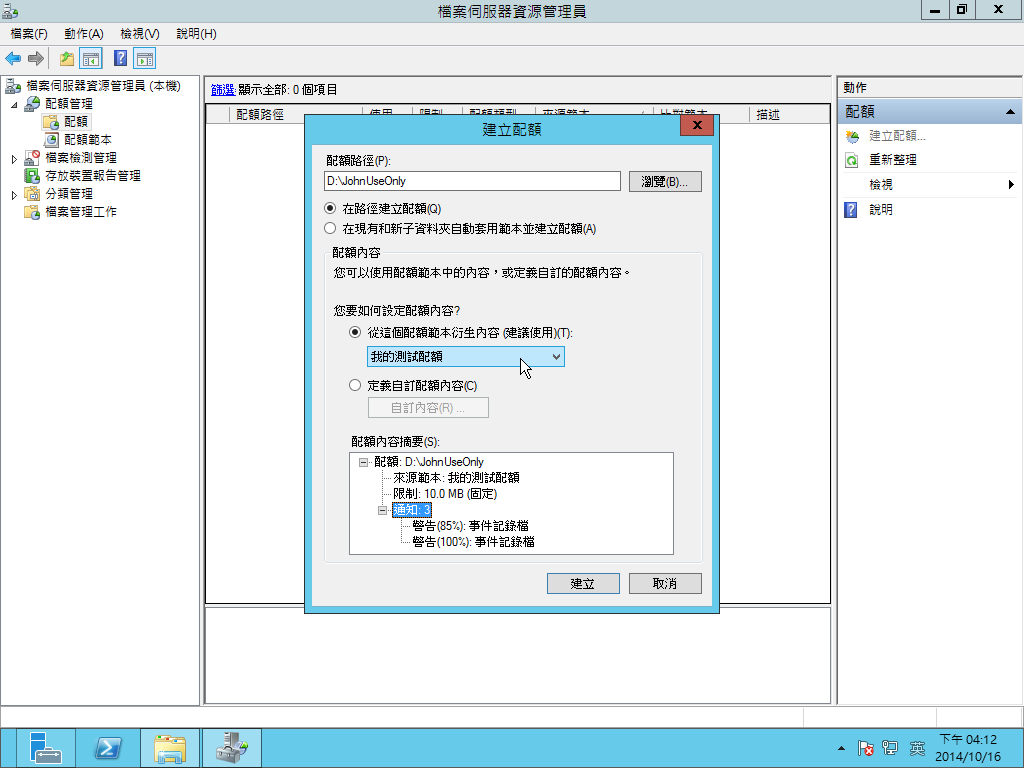 檔案伺服器資源管理員
檔案(F) 動作(A) 檢視(V) 說明(H)
檔案伺服器資源管理員 (本機)
配額管理
配額
配額範本
檔案檢測管理
存放裝置報告管理
分類管理
檔案管理工作
篩選: 顯示全部: 0 個項目
配額路徑 使用 限制 配額類型 來源範本 比對範本 描述
建立配額
配額路徑(P):
D:\JohnUseOnly
瀏覽(B)...
在路徑建立配額(Q)
在現有和新子資料夾自動套用範本並建立配額(A)
配額內容
您可以使用配額範本中的內容，或定義自訂的配額內容。
您要如何設定配額內容?
從這個配額範本衍生內容 (建議使用)(T):
我的測試配額
定義自訂配額內容(C)
自訂內容(R) ...
配額內容摘要(S):
配額: D:\JohnUseOnly
來源範本: 我的測試配額
限制: 10.0 MB (固定)
通知: 3
警告(85%): 事件記錄檔
警告(100%): 事件記錄檔
建立
取消
動作
配額
建立配額...
重新整理
檢視
說明
英
下午 04:12
2014/10/16